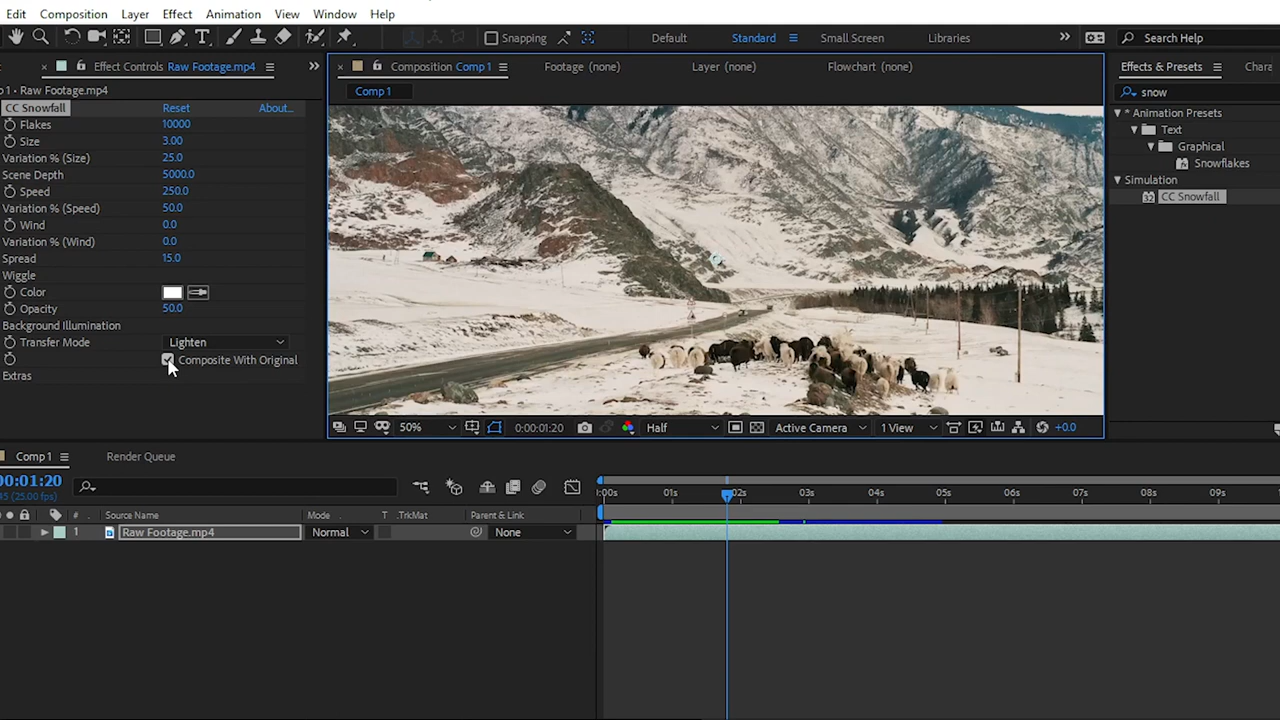 Edit Composition Layer Effect Animation View Window Help
Snapping Default Standard Small Screen Libraries Search Help
Effect Controls Raw Footage.mp4
Composition Comp 1
Footage (none)
Layer (none)
Flowchart (none)
Effects & Presets
1 • Raw Footage.mp4
Comp 1
snow
CC Snowfall Reset About...
Flakes 10000
Size 3.00
Variation % (Size) 25.0
Scene Depth 5000.0
Speed 250.0
Variation % (Speed) 50.0
Wind 0.0
Variation % (Wind) 0.0
Spread 15.0
Wiggle
Color
Opacity 50.0
Background Illumination
Transfer Mode Lighten
Composite With Original
Extras
* Animation Presets
Text
Graphical
Snowflakes
Simulation
32 CC Snowfall
50% 0:00:01:20 Half Active Camera 1 View +0.0
Comp 1 Render Queue
00:01:20
45 (25.00 fps)
:00s 01s 02s 03s 04s 05s 06s 07s 08s 09s
# Source Name Mode T .TrkMat Parent & Link
1 Raw Footage.mp4 Normal None